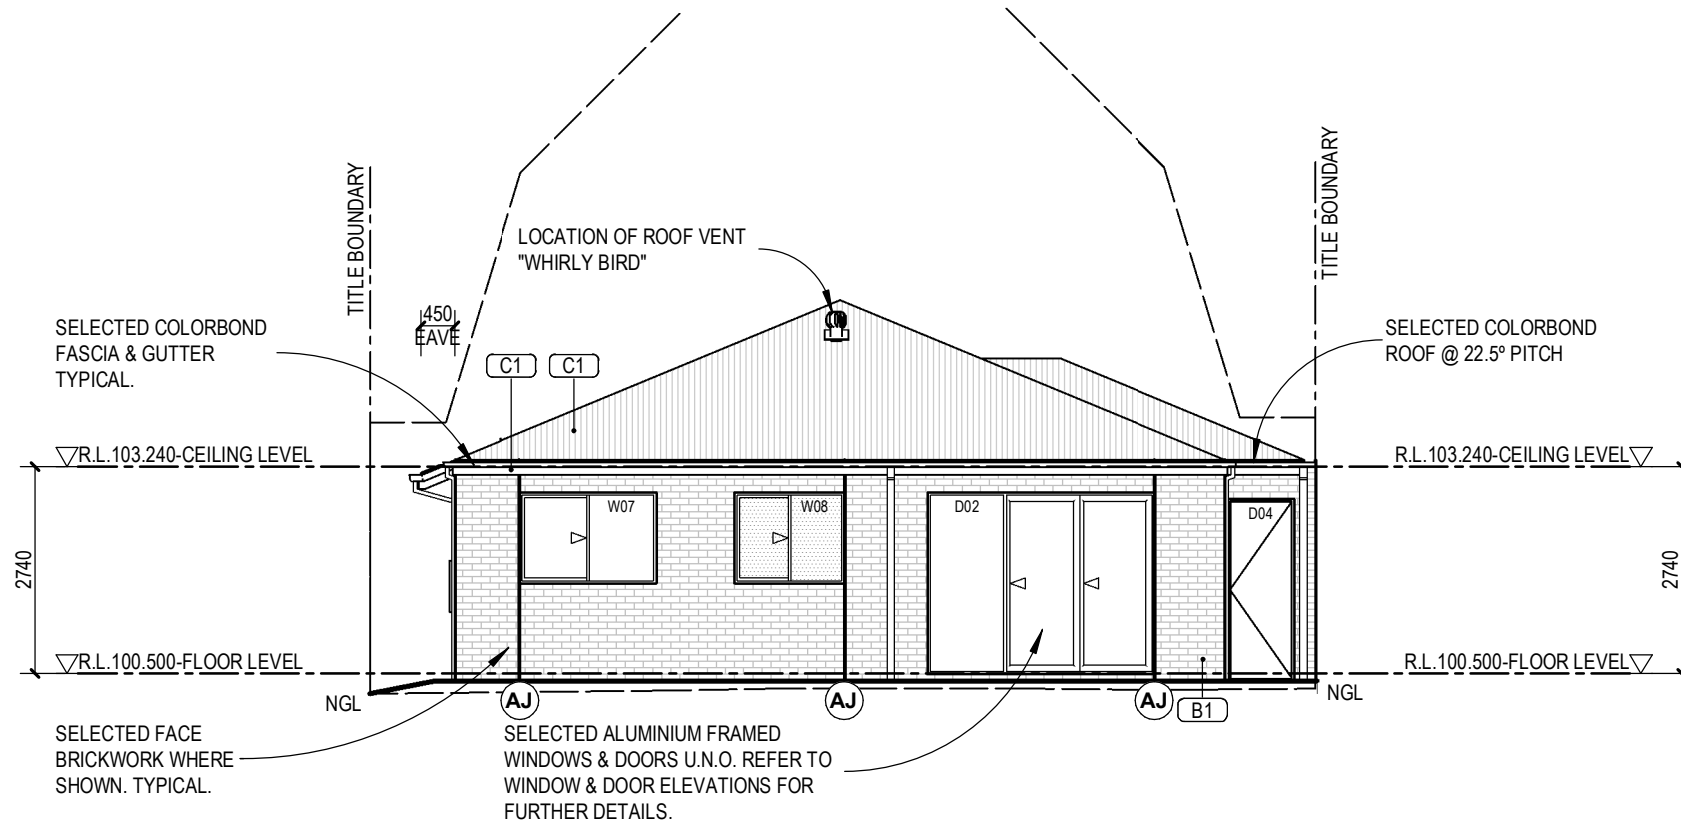 TITLE BOUNDARY
TITLE BOUNDARY
LOCATION OF ROOF VENT
"WHIRLY BIRD"
450
EAVE
SELECTED COLORBOND
FASCIA & GUTTER
TYPICAL.
SELECTED COLORBOND
ROOF @ 22.5º PITCH
C1
C1
R.L.103.240-CEILING LEVEL
R.L.103.240-CEILING LEVEL
W07
W08
D02
D04
2740
2740
R.L.100.500-FLOOR LEVEL
R.L.100.500-FLOOR LEVEL
NGL
AJ
AJ
AJ
B1
NGL
SELECTED FACE
BRICKWORK WHERE
SHOWN. TYPICAL.
SELECTED ALUMINIUM FRAMED
WINDOWS & DOORS U.N.O. REFER TO
WINDOW & DOOR ELEVATIONS FOR
FURTHER DETAILS.